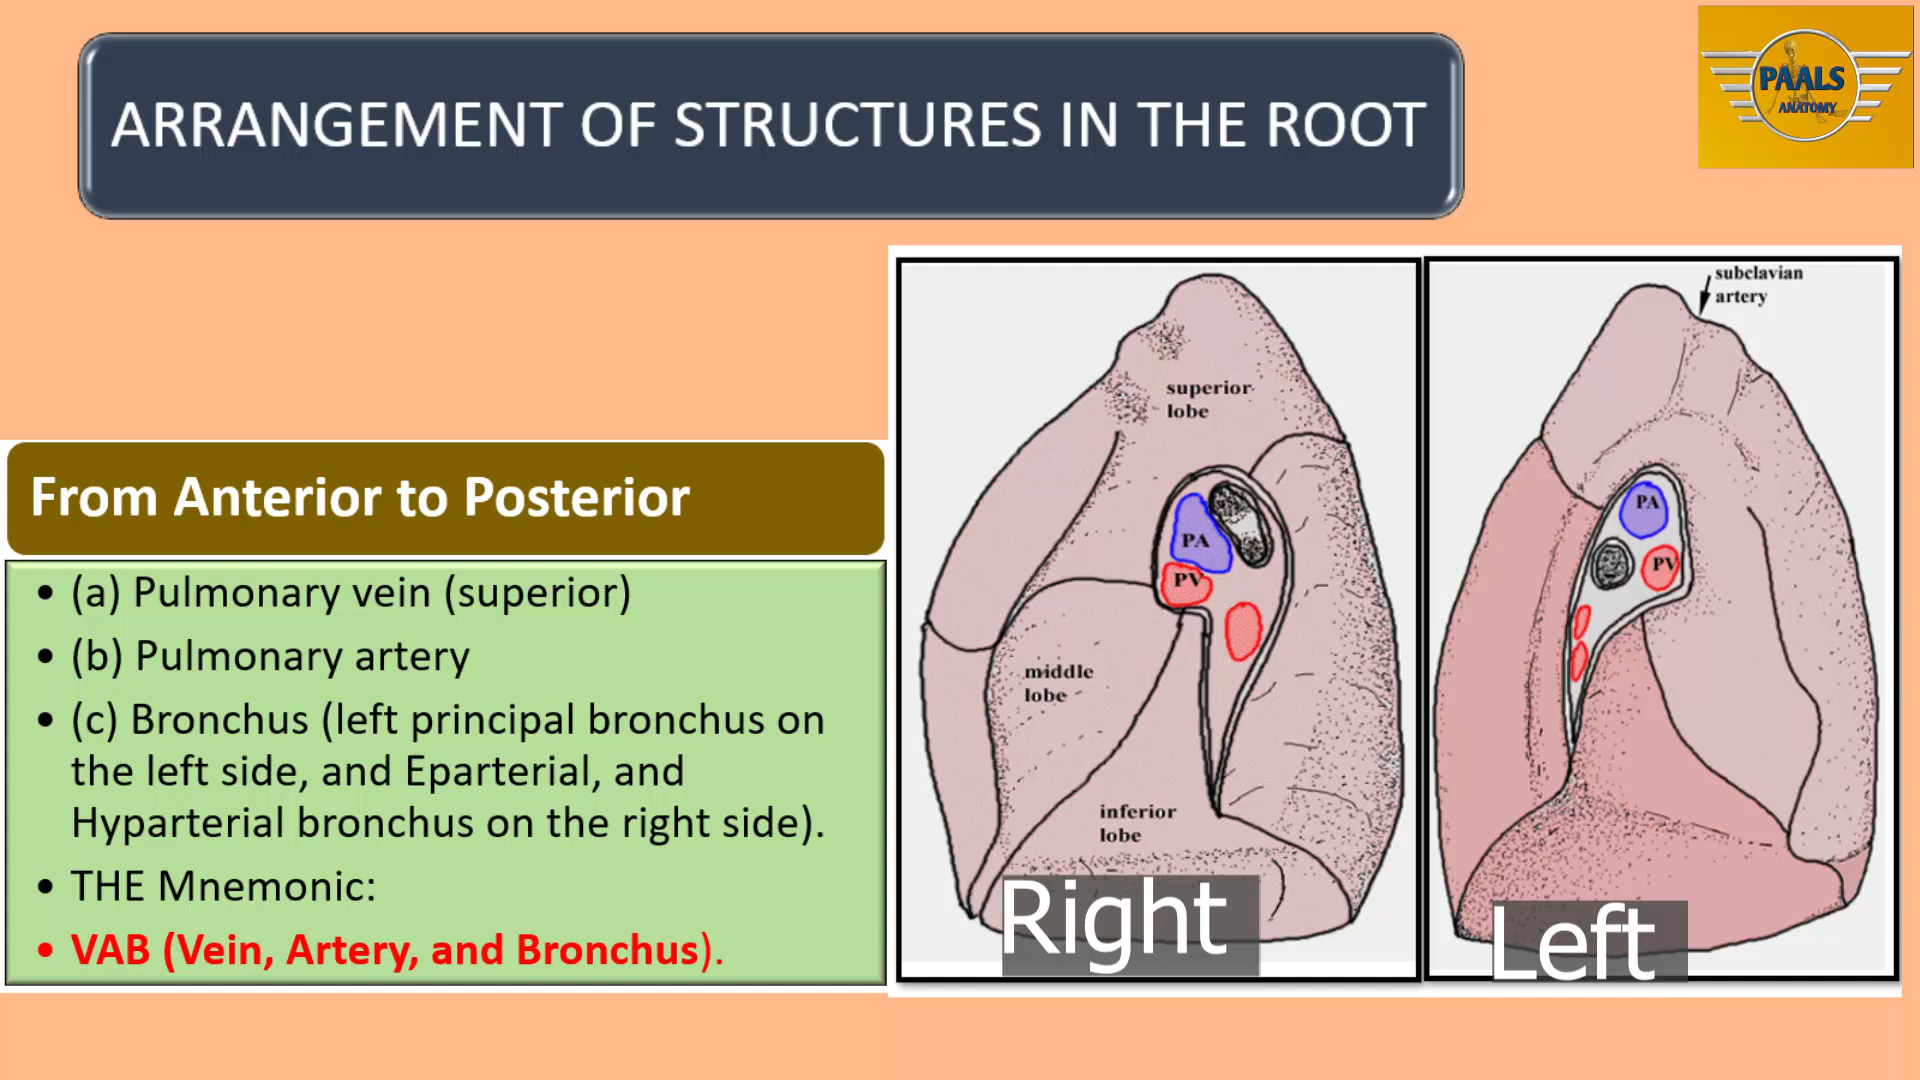 ARRANGEMENT OF STRUCTURES IN THE ROOT
PAALS
ANATOMY
From Anterior to Posterior
• (a) Pulmonary vein (superior)
• (b) Pulmonary artery
• (c) Bronchus (left principal bronchus on
the left side, and Eparterial, and
Hyparterial bronchus on the right side).
• THE Mnemonic:
• VAB (Vein, Artery, and Bronchus).
superior
lobe
PA
PV
middle
lobe
inferior
lobe
Right
subclavian
artery
PA
PV
Left